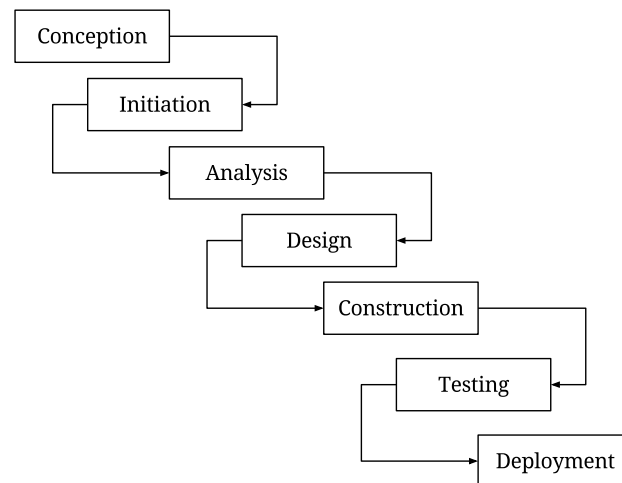 Conception
Initiation
Analysis
Design
Construction
Testing
Deployment